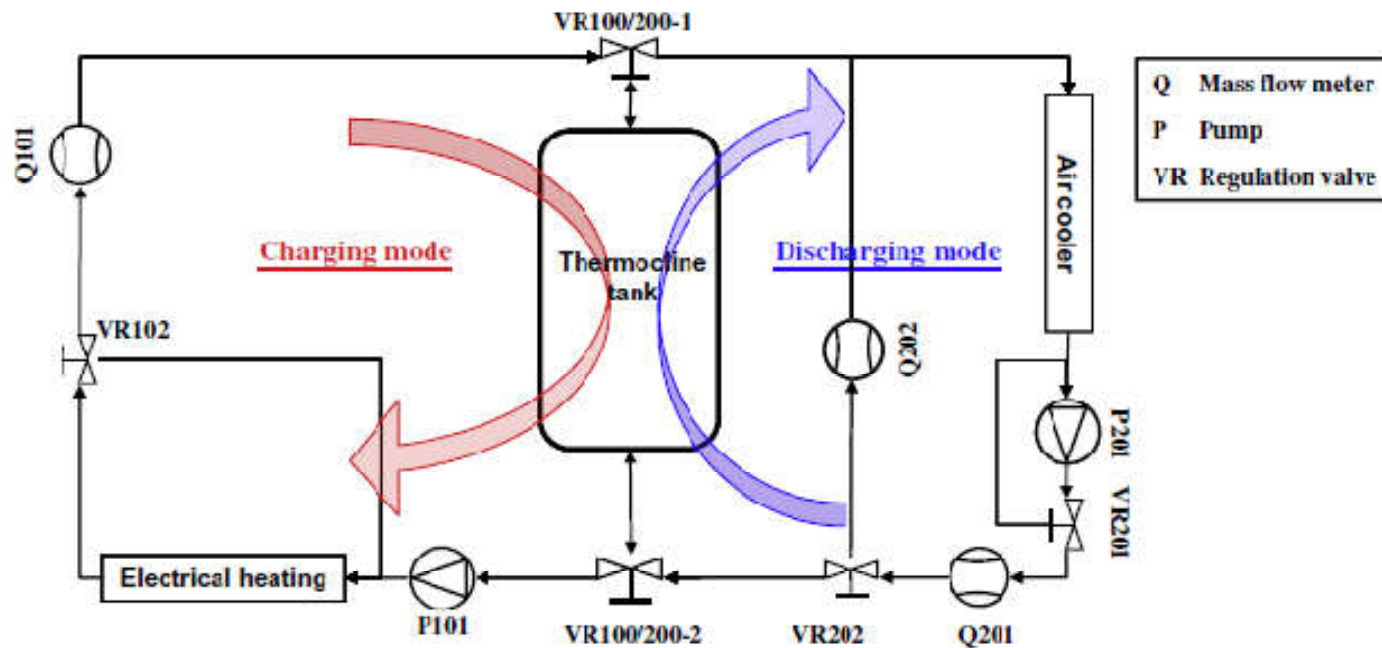 VR100/200-1
Q Mass flow meter
P Pump
VR Regulation valve
Q101
Air cooler
Charging mode
Discharging mode
Thermocline
tank
VR102
Q202
P201
VR201
Electrical heating
P101
VR100/200-2
VR202
Q201